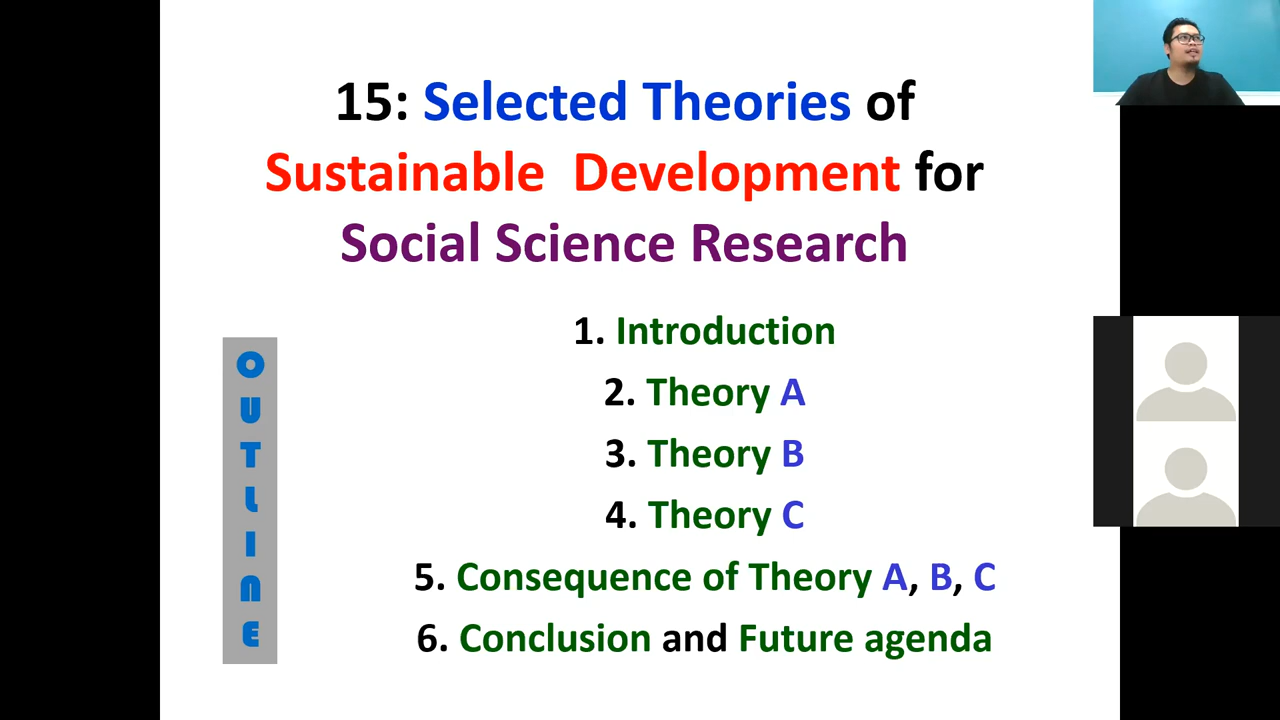 15: Selected Theories of
Sustainable Development for
Social Science Research
1. Introduction
2. Theory A
3. Theory B
4. Theory C
5. Consequence of Theory A, B, C
6. Conclusion and Future agenda
OUTLINE